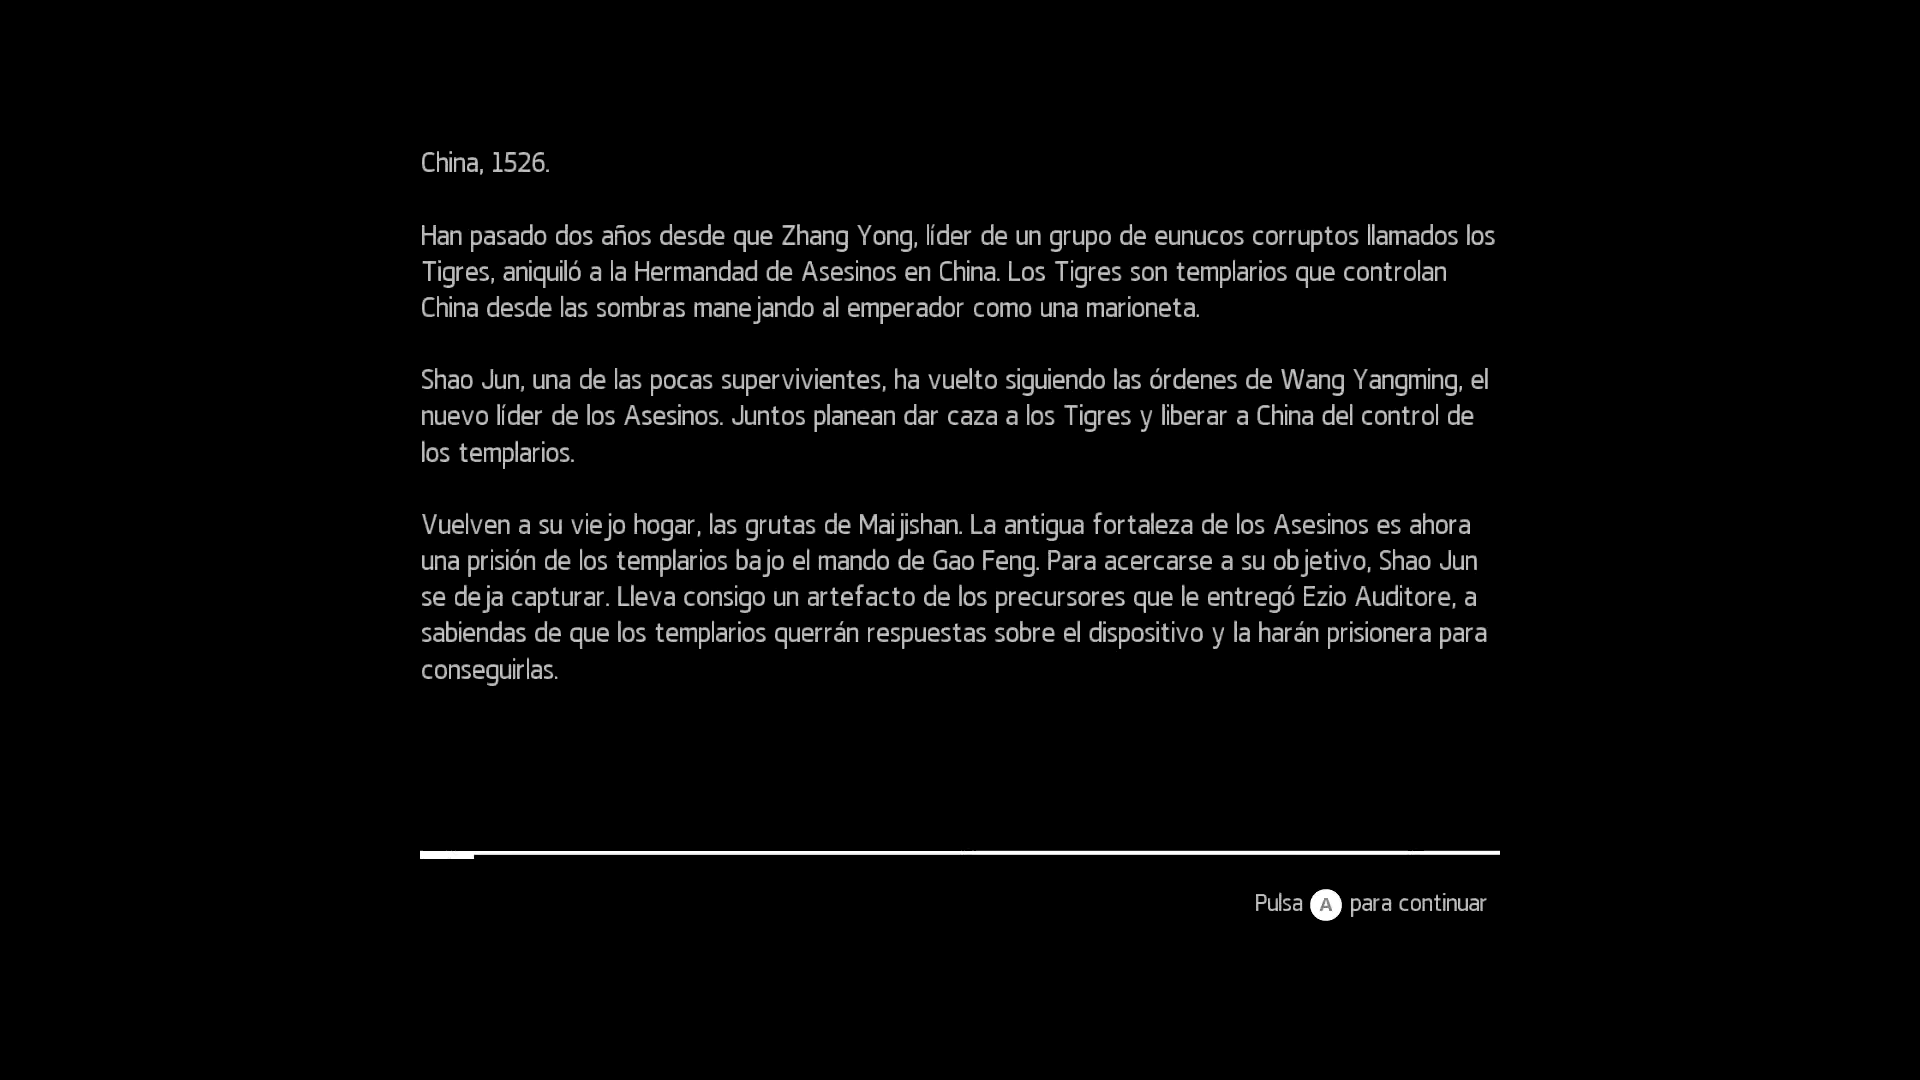 China, 1526.
Han pasado dos años desde que Zhang Yong, líder de un grupo de eunucos corruptos llamados los
Tigres, aniquiló a la Hermandad de Asesinos en China. Los Tigres son templarios que controlan
China desde las sombras manejando al emperador como una marioneta.
Shao Jun, una de las pocas supervivientes, ha vuelto siguiendo las órdenes de Wang Yangming, el
nuevo líder de los Asesinos. Juntos planean dar caza a los Tigres y liberar a China del control de
los templarios.
Vuelven a su viejo hogar, las grutas de Maijishan. La antigua fortaleza de los Asesinos es ahora
una prisión de los templarios bajo el mando de Gao Feng. Para acercarse a su objetivo, Shao Jun
se deja capturar. Lleva consigo un artefacto de los precursores que le entregó Ezio Auditore, a
sabiendas de que los templarios querrán respuestas sobre el dispositivo y la harán prisionera para
conseguirlas.
Pulsa A para continuar